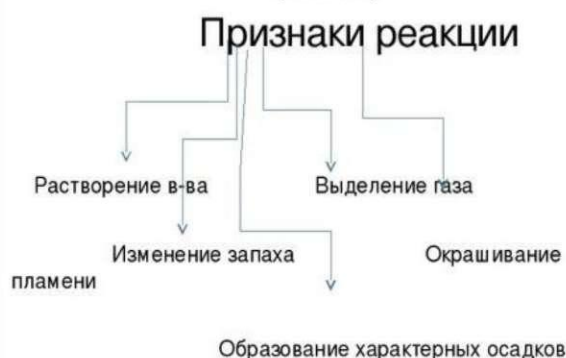 Признаки реакции
Растворение в-ва
Выделение газа
Изменение запаха
Окрашивание
пламени
Образование характерных осадков